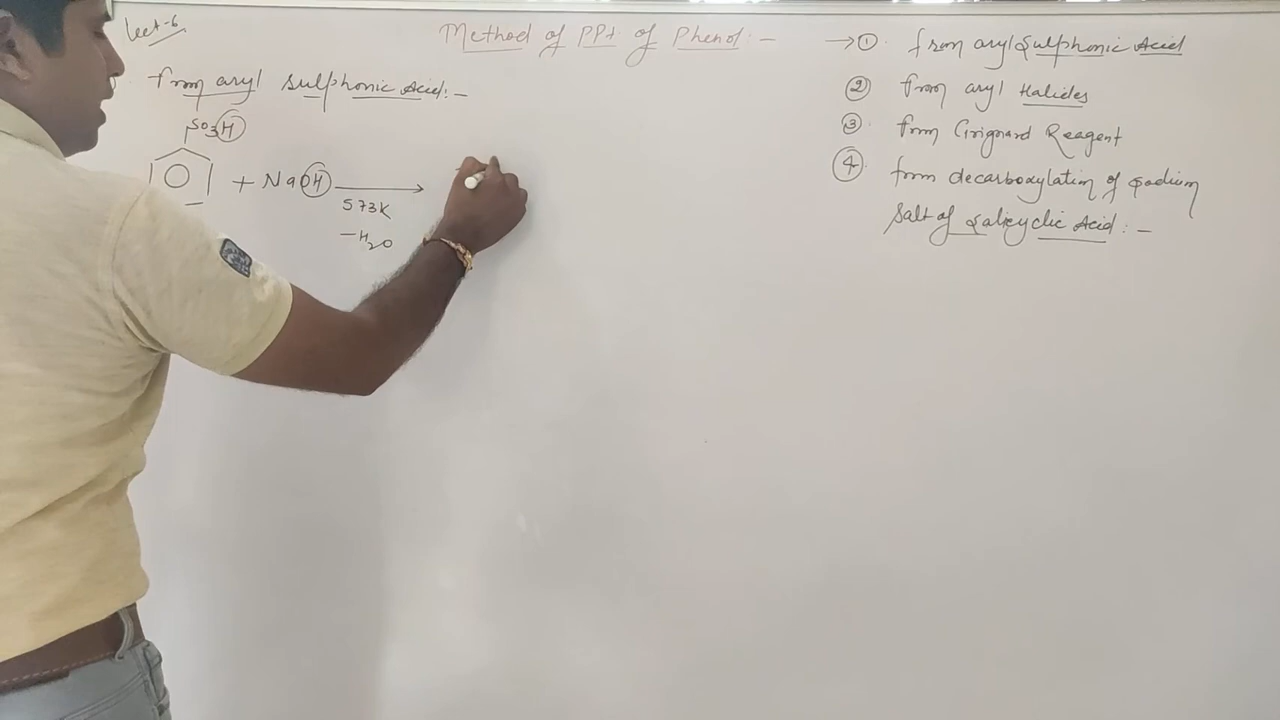 Lect-6
Method of PPt of Phenol:-
from aryl sulphonic Acid:-
SO3H
+ NaOH
573K
-H2O
→① from aryl Sulphonic Acid
② from aryl Halides
③ from Grignard Reagent
④ from decarboxylation of Sodium
Salt of Salicyclic Acid:-